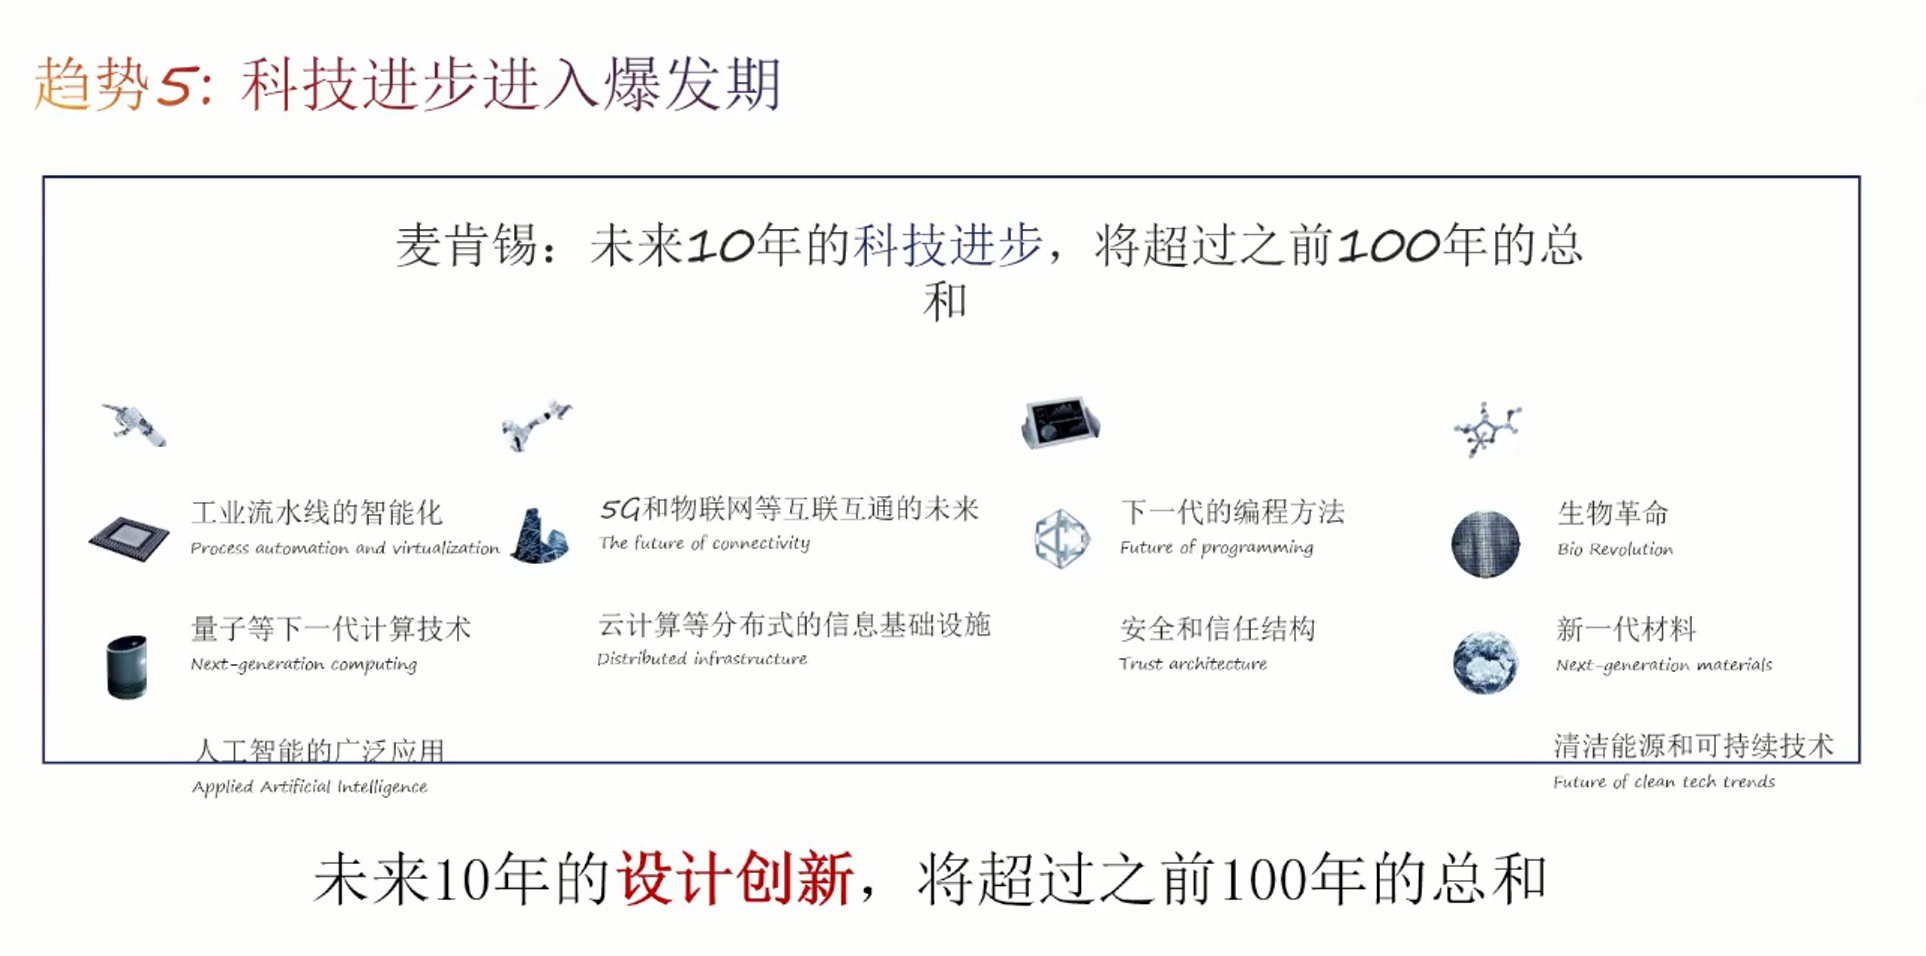 趋势5: 科技进步进入爆发期
麦肯锡：未来10年的科技进步，将超过之前100年的总
和
工业流水线的智能化
Process automation and virtualization
5G和物联网等互联互通的未来
The future of connectivity
下一代的编程方法
Future of programming
生物革命
Bio Revolution
量子等下一代计算技术
Next-generation computing
云计算等分布式的信息基础设施
Distributed infrastructure
安全和信任结构
Trust architecture
新一代材料
Next-generation materials
人工智能的广泛应用
Applied Artificial Intelligence
清洁能源和可持续技术
Future of clean tech trends
未来10年的设计创新，将超过之前100年的总和